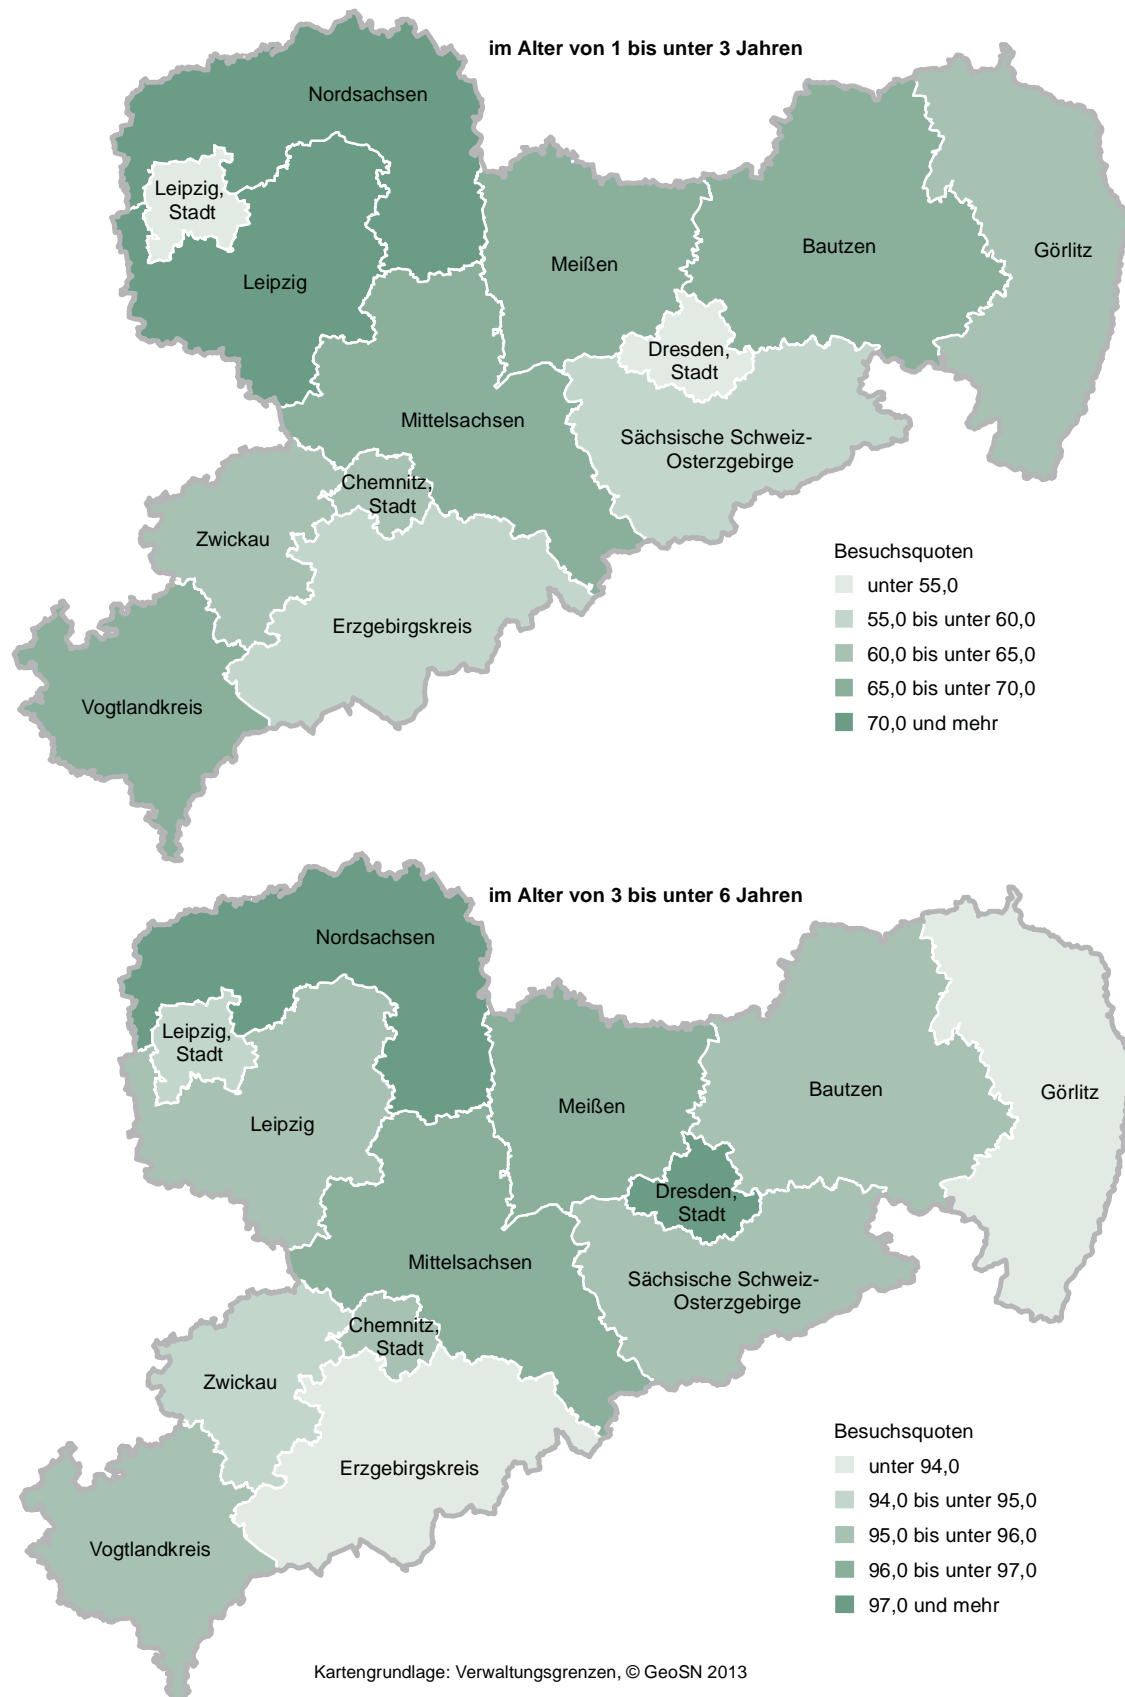 im Alter von 1 bis unter 3 Jahren
Nordsachsen
Leipzig,
Stadt
Leipzig
Meißen
Bautzen
Görlitz
Dresden,
Stadt
Mittelsachsen
Sächsische Schweiz-
Osterzgebirge
Chemnitz,
Stadt
Zwickau
Erzgebirgskreis
Vogtlandkreis
Besuchsquoten
unter 55,0
55,0 bis unter 60,0
60,0 bis unter 65,0
65,0 bis unter 70,0
70,0 und mehr
im Alter von 3 bis unter 6 Jahren
Nordsachsen
Leipzig,
Stadt
Leipzig
Meißen
Bautzen
Görlitz
Dresden,
Stadt
Mittelsachsen
Sächsische Schweiz-
Osterzgebirge
Chemnitz,
Stadt
Zwickau
Erzgebirgskreis
Vogtlandkreis
Besuchsquoten
unter 94,0
94,0 bis unter 95,0
95,0 bis unter 96,0
96,0 bis unter 97,0
97,0 und mehr
Kartengrundlage: Verwaltungsgrenzen, © GeoSN 2013